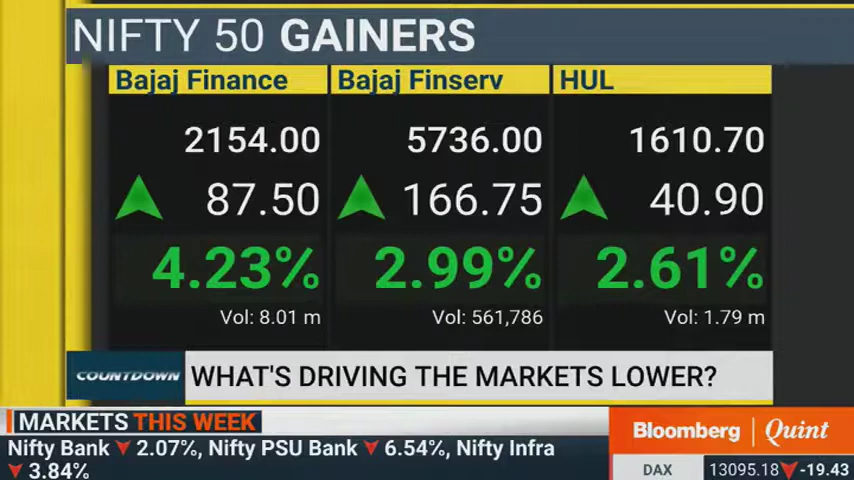 NIFTY 50 GAINERS
Bajaj Finance Bajaj Finserv HUL
2154.00 5736.00 1610.70
87.50 166.75 40.90
4.23% 2.99% 2.61%
Vol: 8.01 m Vol: 561,786 Vol: 1.79 m
COUNTDOWN WHAT'S DRIVING THE MARKETS LOWER?
MARKETS THIS WEEK
Nifty Bank 2.07%, Nifty PSU Bank 6.54%, Nifty Infra
3.84%
Bloomberg | Quint
DAX 13095.18 -19.43